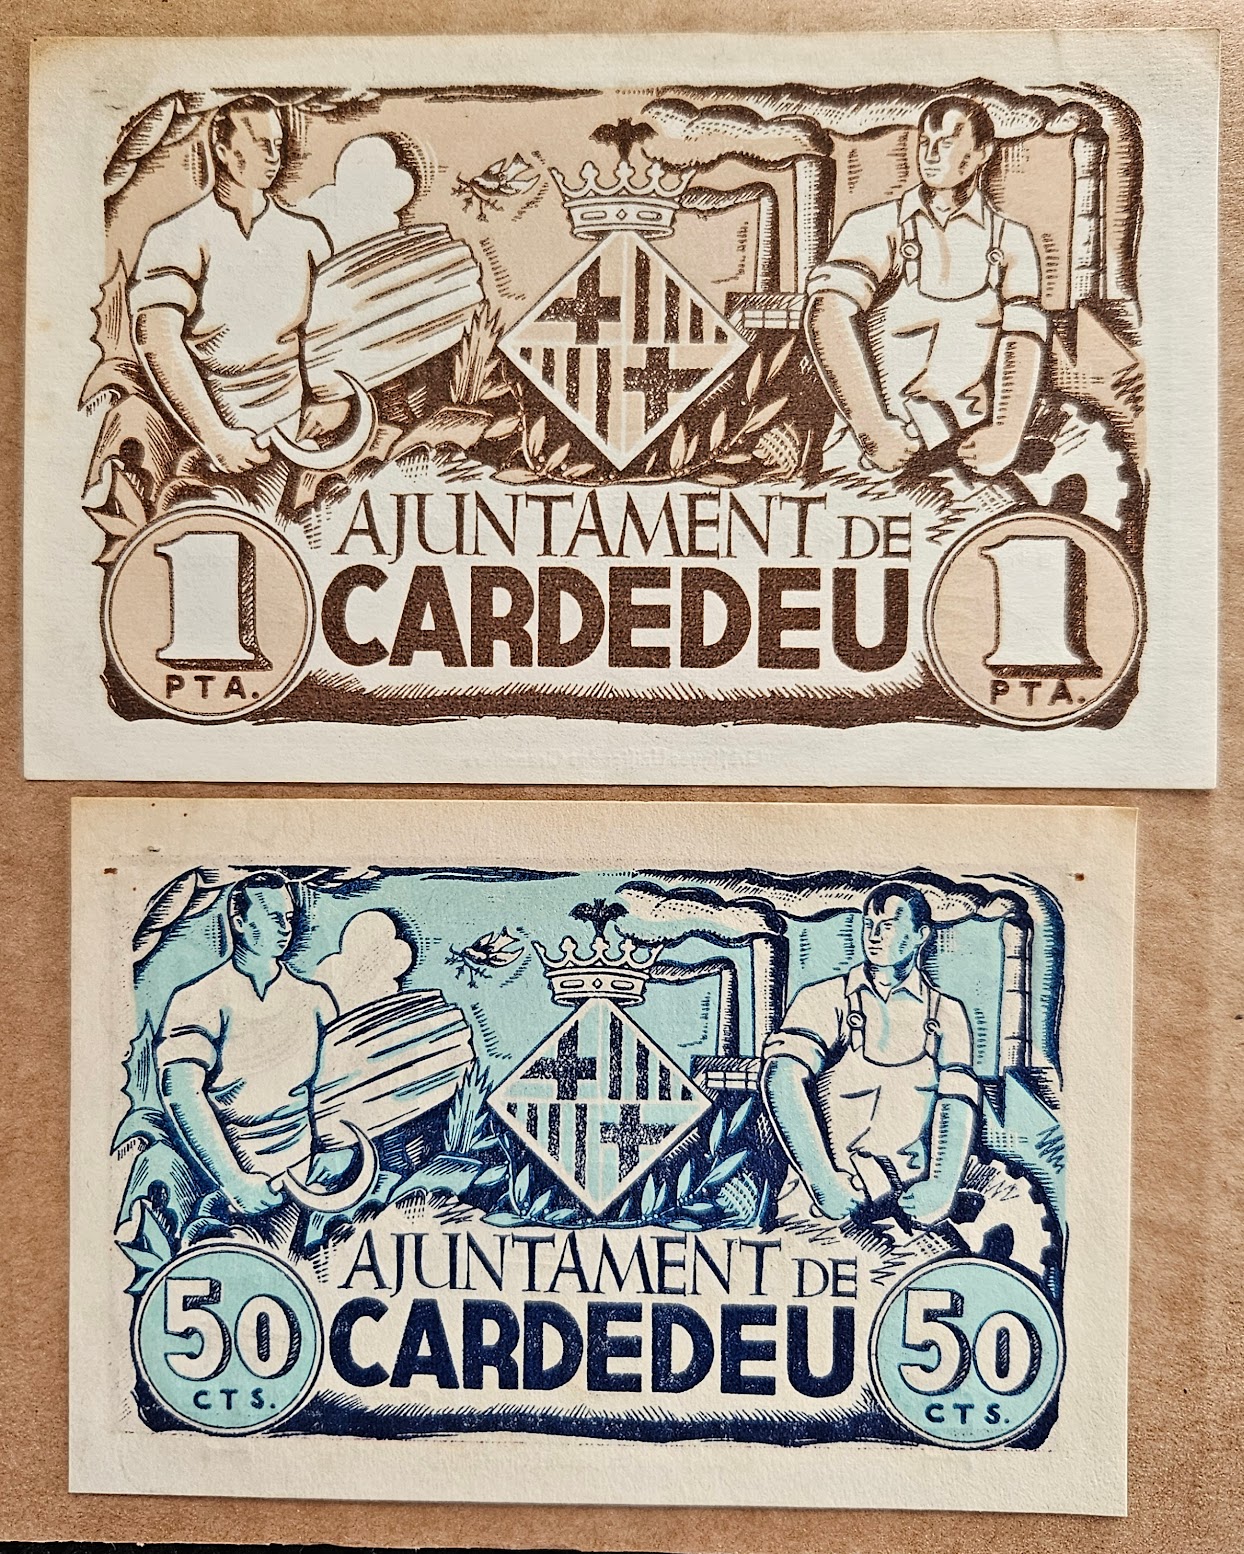 AJUNTAMENT DE
CARDEDEU
1
PTA.
1
PTA.
AJUNTAMENT DE
CARDEDEU
50
CTS.
50
CTS.